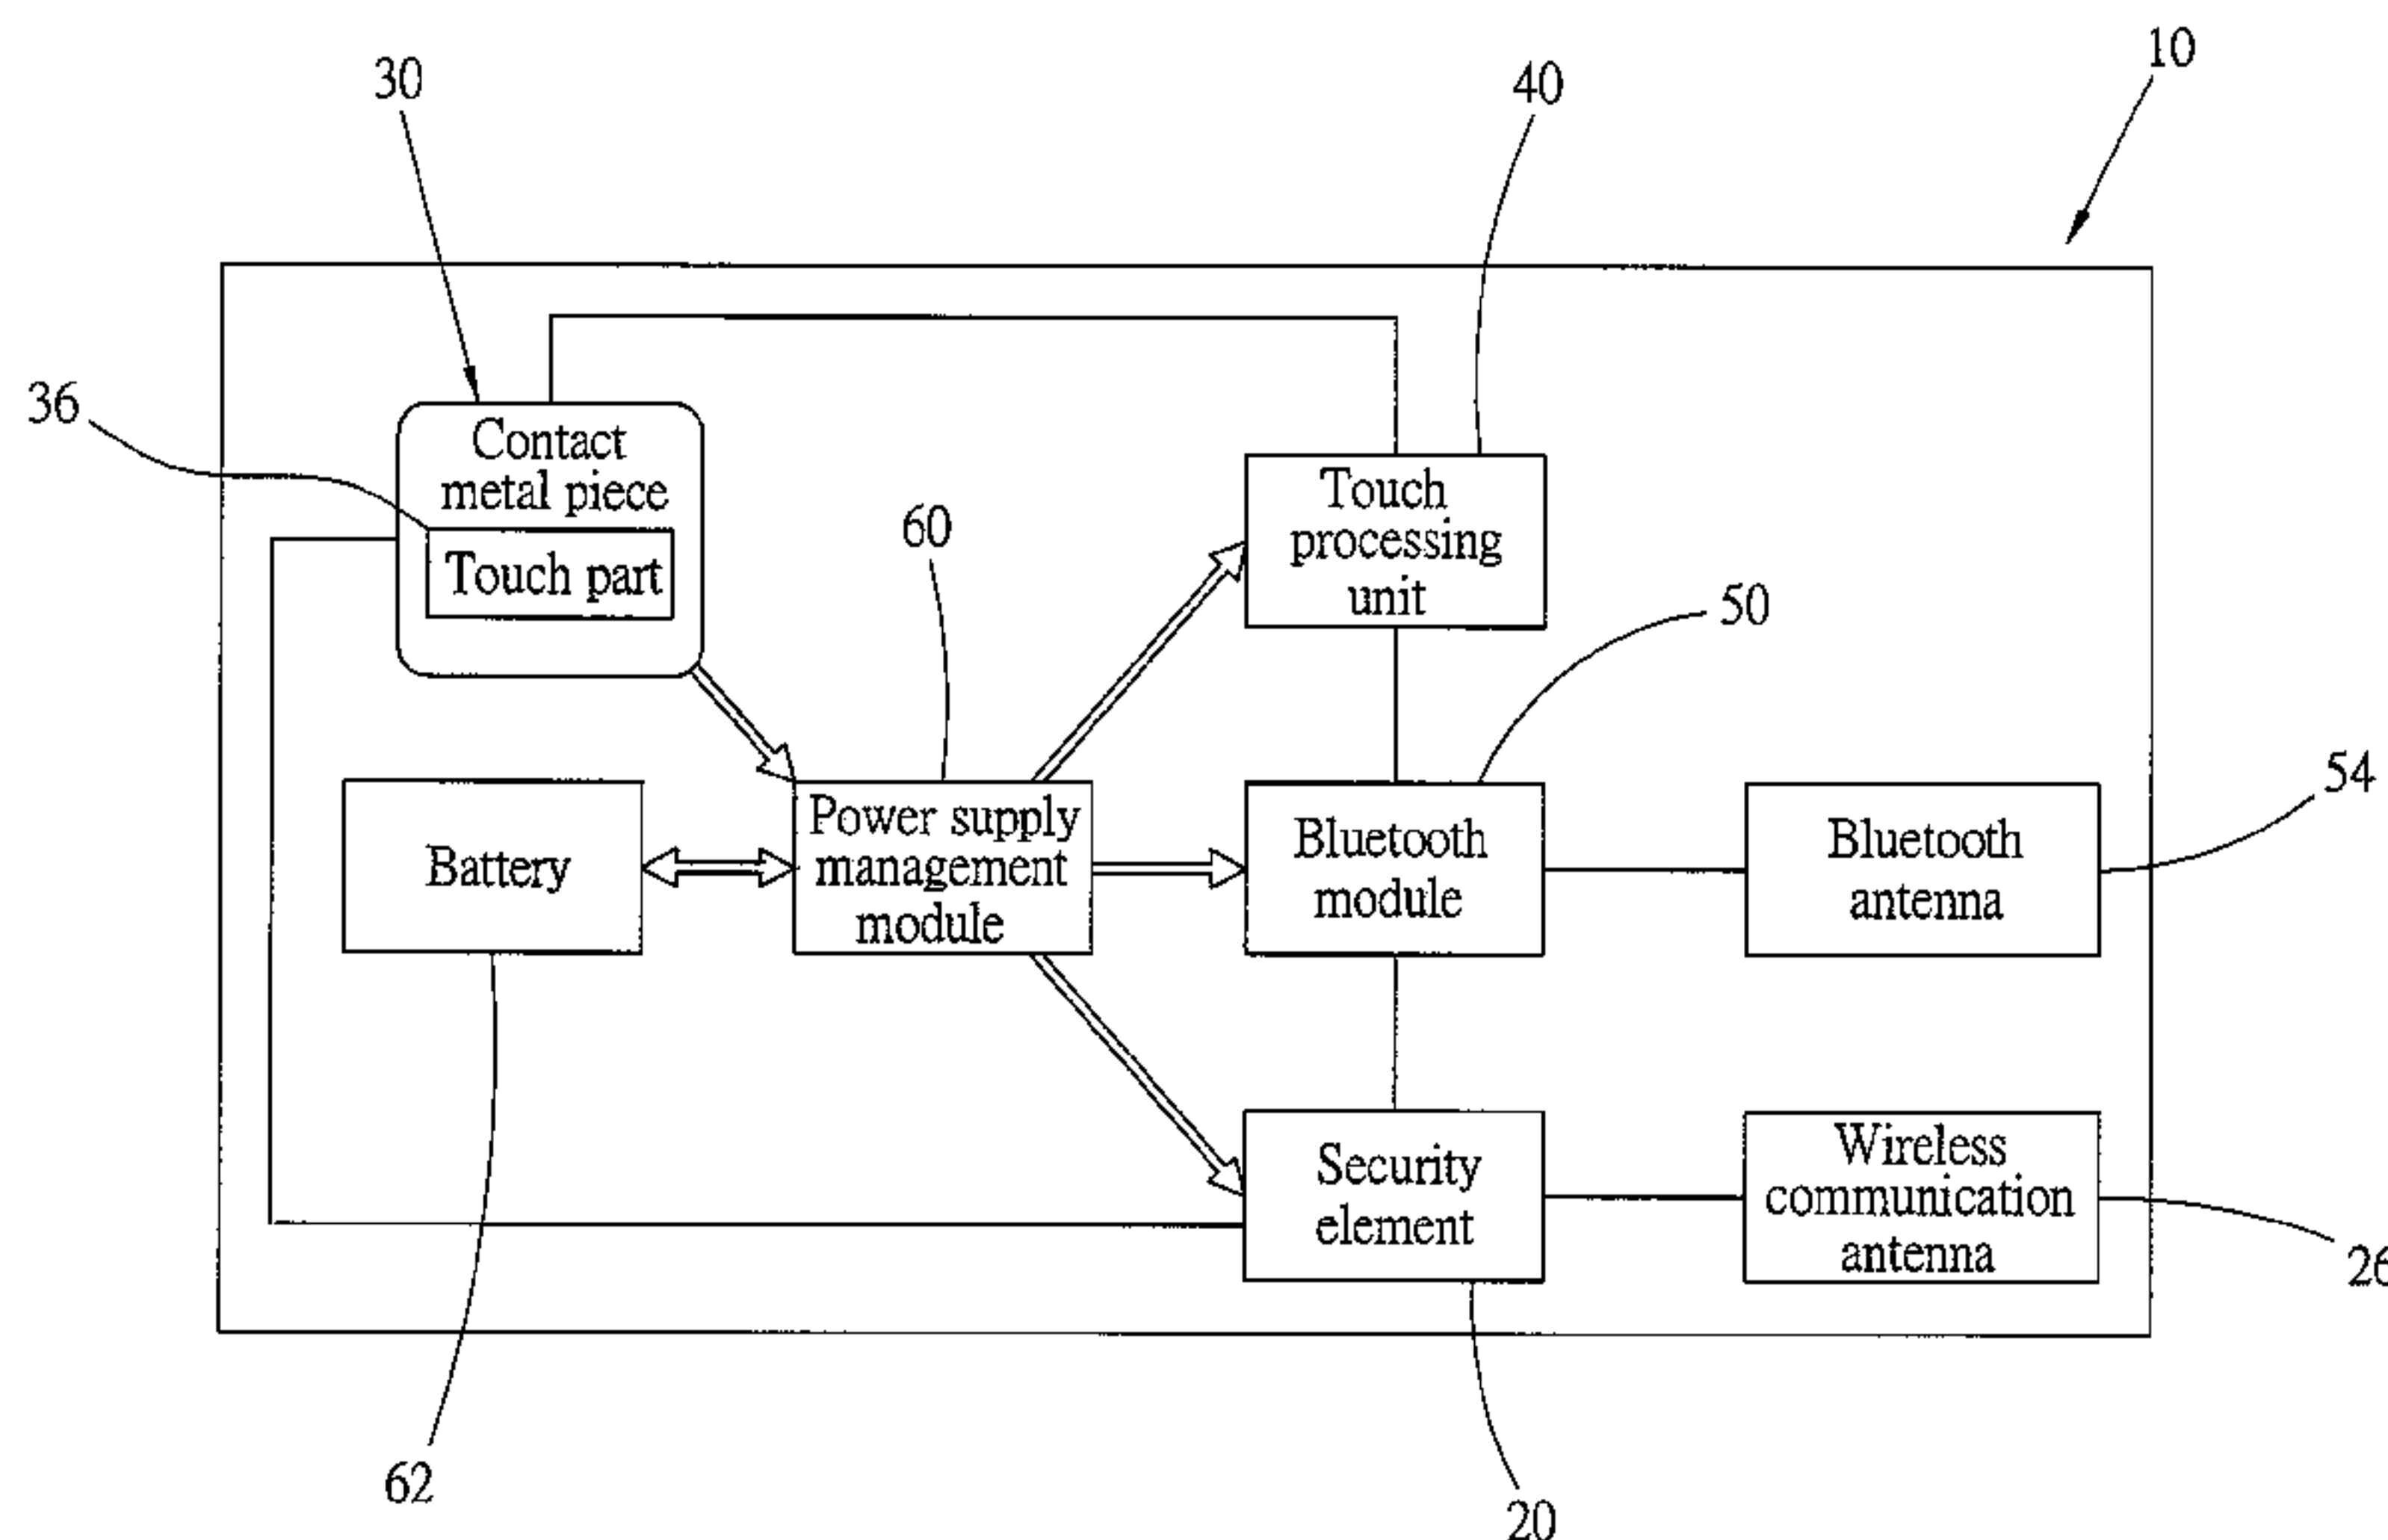 10
30
40
36
Contact
metal piece
Touch part
60
Touch
processing
unit
50
54
Battery
Power supply
management
module
Bluetooth
module
Bluetooth
antenna
Security
element
Wireless
communication
antenna
26
62
20